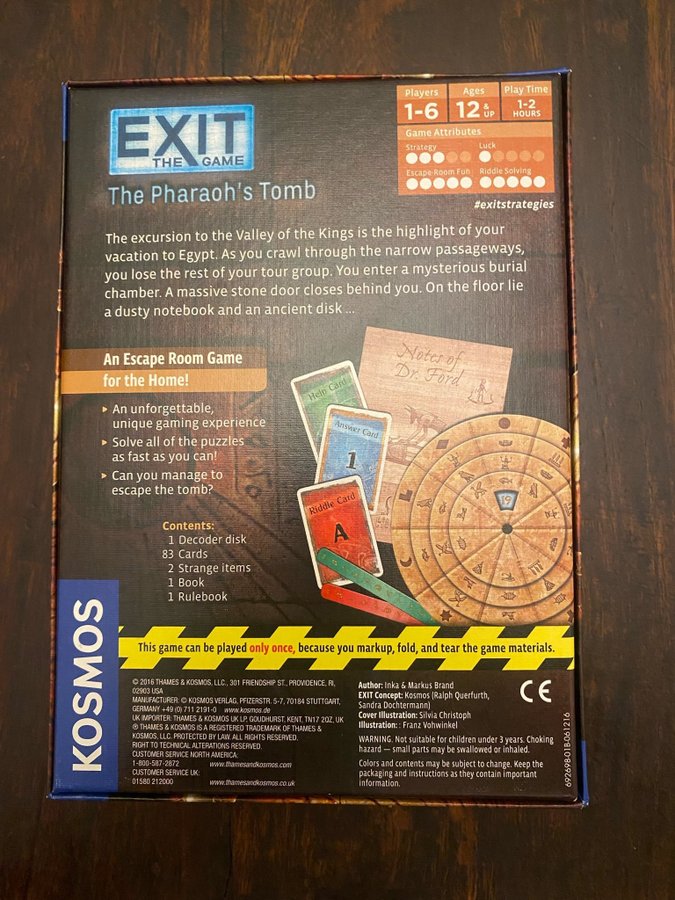 Players
1-6
Ages
12 & UP
Play Time
1-2
HOURS
Game Attributes
Strategy
Luck
Escape Room Fun
Riddle Solving
#exitstrategies
EXIT
THE GAME
The Pharaoh's Tomb
The excursion to the Valley of the Kings is the highlight of your
vacation to Egypt. As you crawl through the narrow passageways,
you lose the rest of your tour group. You enter a mysterious burial
chamber. A massive stone door closes behind you. On the floor lie
a dusty notebook and an ancient disk ...
An Escape Room Game
for the Home!
▸ An unforgettable,
unique gaming experience
▸ Solve all of the puzzles
as fast as you can!
▸ Can you manage to
escape the tomb?
Contents:
1 Decoder disk
83 Cards
2 Strange items
1 Book
1 Rulebook
Notes of
Dr. Ford
Help Card
Answer Card
1
Riddle Card
A
19
KOSMOS
This game can be played only once, because you markup, fold, and tear the game materials.
© 2016 THAMES & KOSMOS, LLC., 301 FRIENDSHIP ST., PROVIDENCE, RI,
02903 USA
MANUFACTURER: © KOSMOS VERLAG, PFIZERSTR. 5-7, 70184 STUTTGART,
GERMANY +49 (0) 711 2191-0 www.kosmos.de
UK IMPORTER: THAMES & KOSMOS UK LP, GOUDHURST, KENT, TN17 2QZ, UK
® THAMES & KOSMOS IS A REGISTERED TRADEMARK OF THAMES &
KOSMOS, LLC. PROTECTED BY LAW. ALL RIGHTS RESERVED.
RIGHT TO TECHNICAL ALTERATIONS RESERVED.
CUSTOMER SERVICE NORTH AMERICA:
1-800-587-2872 www.thamesandkosmos.com
CUSTOMER SERVICE UK:
01580 212000 www.thamesandkosmos.co.uk
Author: Inka & Markus Brand
EXIT Concept: Kosmos (Ralph Querfurth,
Sandra Dochtermann)
Cover Illustration: Silvia Christoph
Illustration: Franz Vohwinkel
WARNING. Not suitable for children under 3 years. Choking
hazard — small parts may be swallowed or inhaled.
Colors and contents may be subject to change. Keep the
packaging and instructions as they contain important
information.
CE
692698-01B-061216